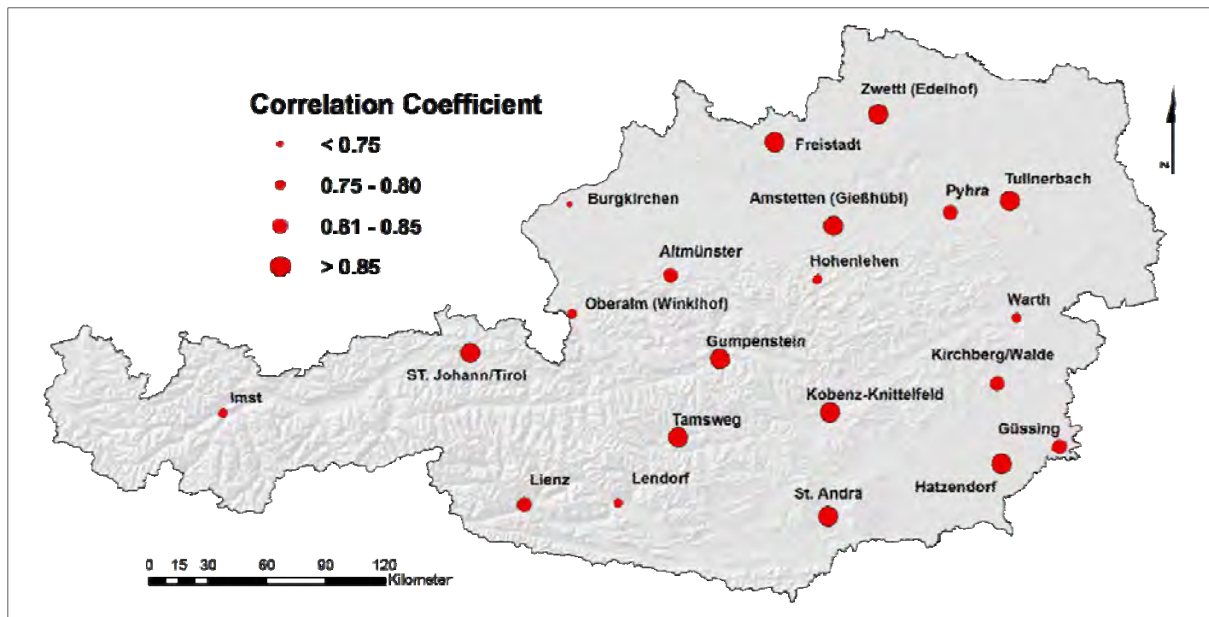 Correlation Coefficient
< 0.75
0.75 - 0.80
0.81 - 0.85
> 0.85
Zwettl (Edelhof)
Freistadt
N
Burgkirchen
Amstetten (Gießhübl)
Pyhra
Tullnerbach
Altmünster
Hohenlehen
Oberalm (Winklhof)
Warth
Gumpenstein
Kirchberg/Walde
ST. Johann/Tirol
Imst
Kobenz-Knittelfeld
Tamsweg
Güssing
Lienz
Lendorf
St. Andrä
Hatzendorf
0 15 30 60 90 120
Kilometer